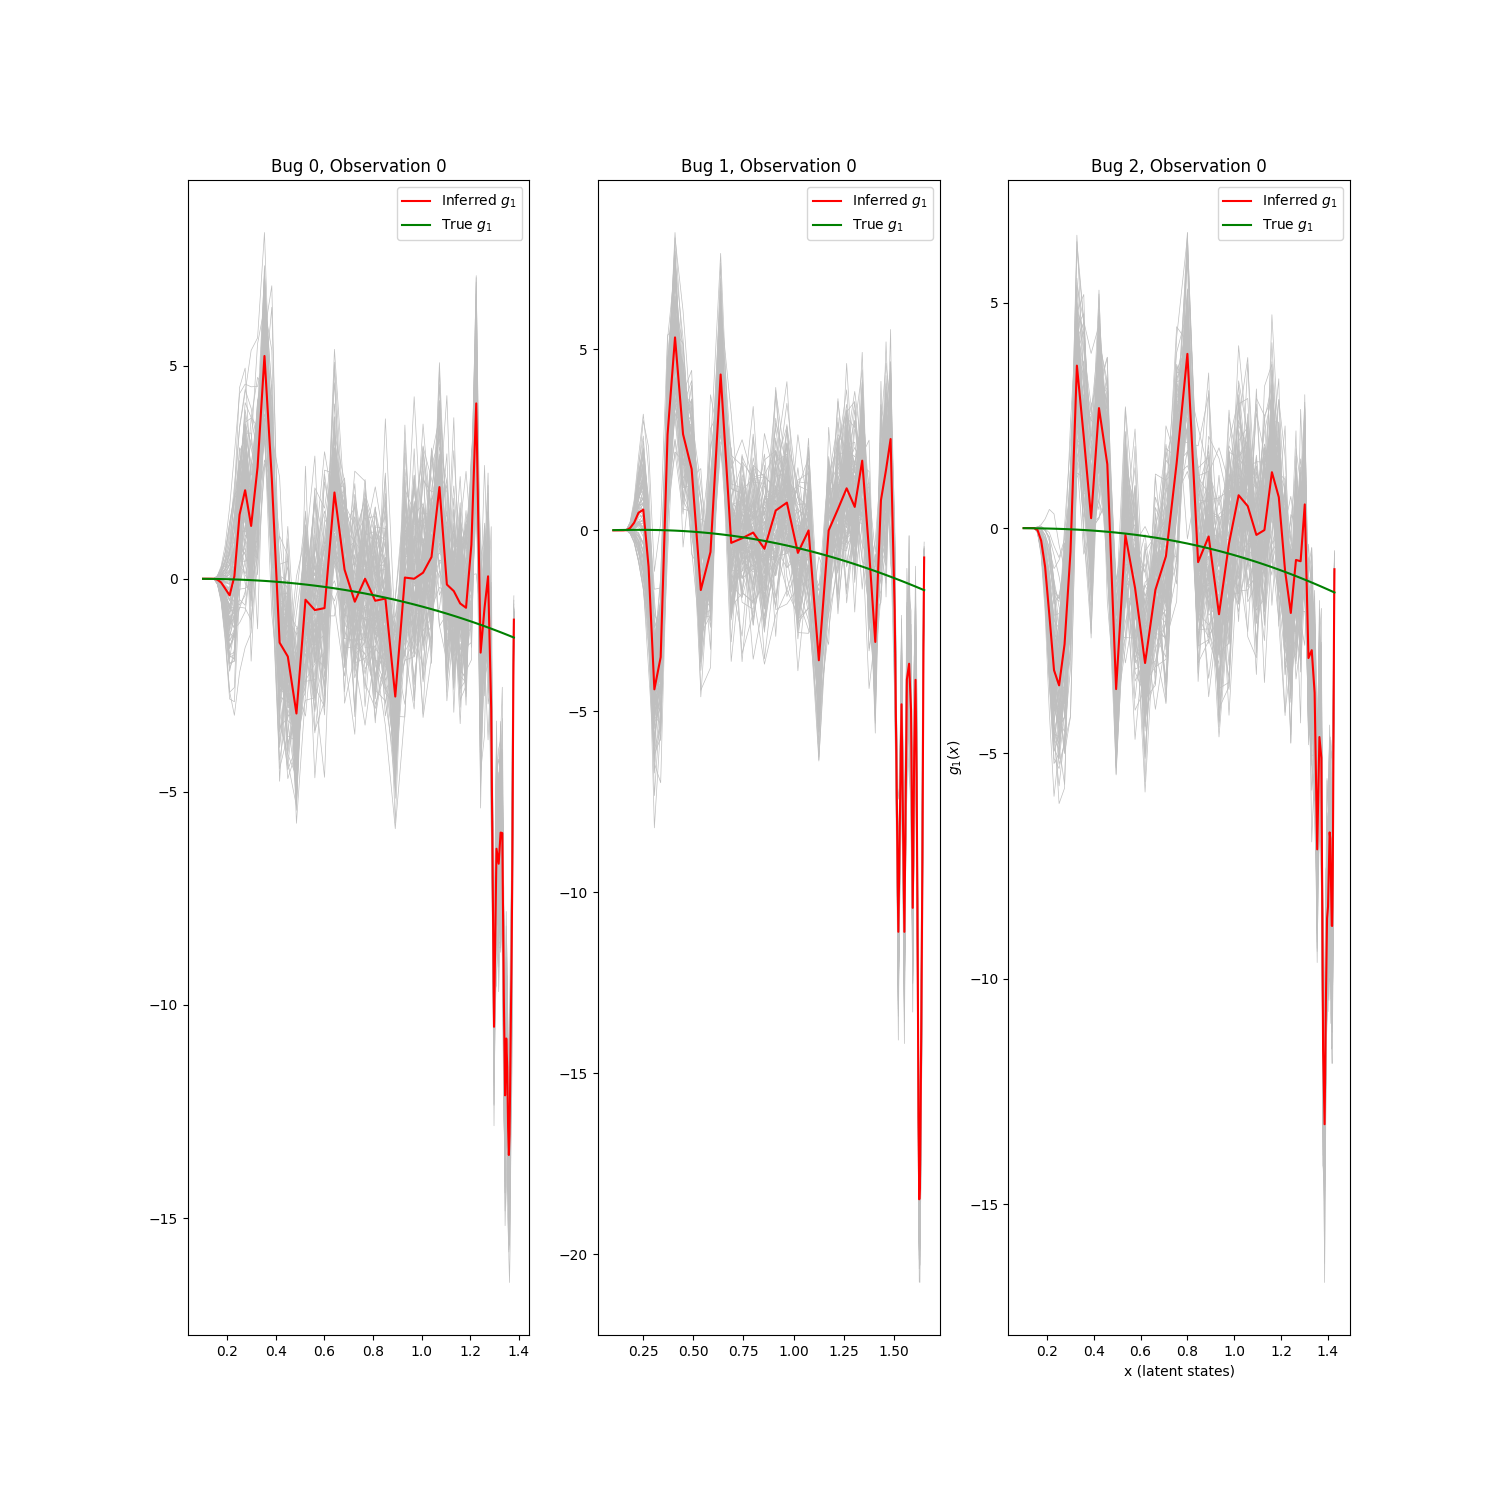 Bug 0, Observation 0
Inferred g₁
True g₁
5
0
−5
−10
−15
0.2 0.4 0.6 0.8 1.0 1.2 1.4
Bug 1, Observation 0
Inferred g₁
True g₁
5
0
−5
−10
−15
−20
0.25 0.50 0.75 1.00 1.25 1.50
Bug 2, Observation 0
Inferred g₁
True g₁
g₁(x)
5
0
−5
−10
−15
0.2 0.4 0.6 0.8 1.0 1.2 1.4
x (latent states)